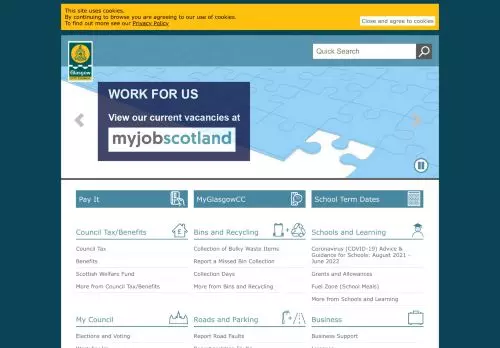 This site uses cookies.
By continuing to browse you are agreeing to our use of cookies.
To find out more see our Privacy Policy
Close and agree to cookies
Glasgow
CITY COUNCIL
Quick Search
WORK FOR US
View our current vacancies at
myjobscotland
Pay It
MyGlasgowCC
School Term Dates
Council Tax/Benefits
Council Tax
Benefits
Scottish Welfare Fund
More from Council Tax/Benefits
Bins and Recycling
Collection of Bulky Waste Items
Report a Missed Bin Collection
Collection Days
More from Bins and Recycling
Schools and Learning
Coronavirus (COVID-19) Advice &
Guidance for Schools: August 2021 -
June 2022
Grants and Allowances
Fuel Zone (School Meals)
More from Schools and Learning
My Council
Elections and Voting
Roads and Parking
Report Road Faults
Business
Business Support